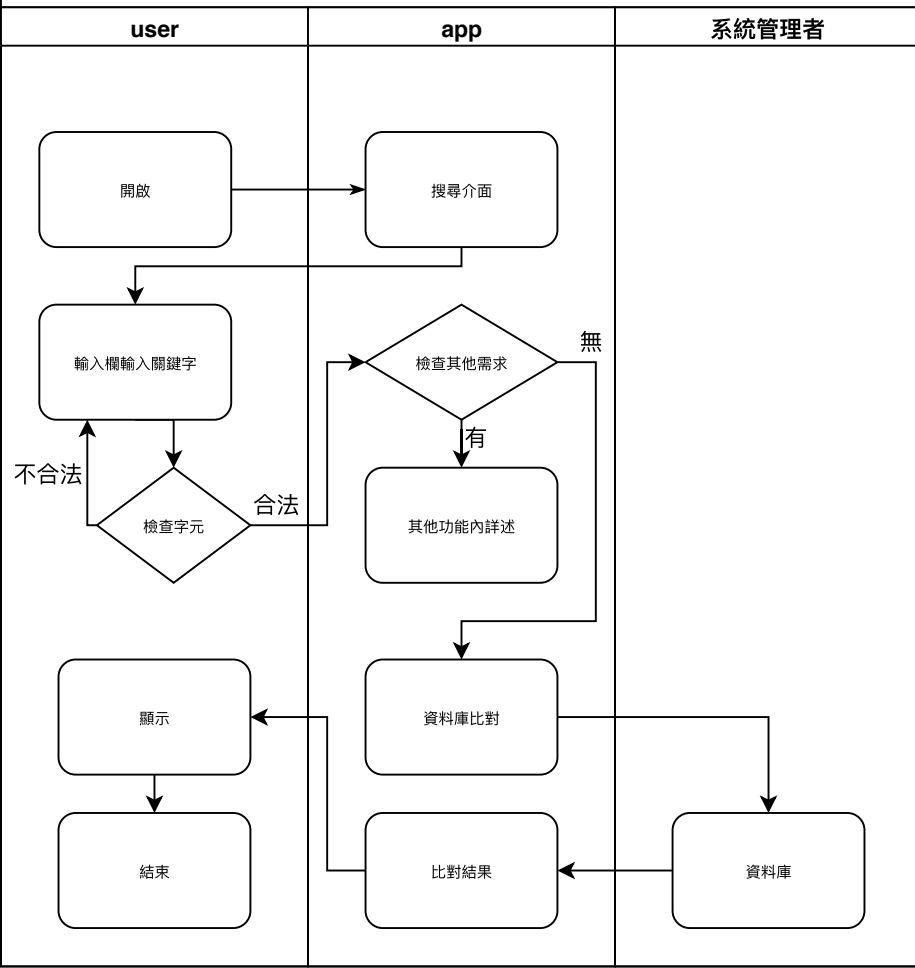 user
app
系統管理者
開啟
搜尋介面
輸入欄輸入關鍵字
檢查其他需求
無
有
不合法
檢查字元
合法
其他功能內詳述
顯示
資料庫比對
結束
比對結果
資料庫